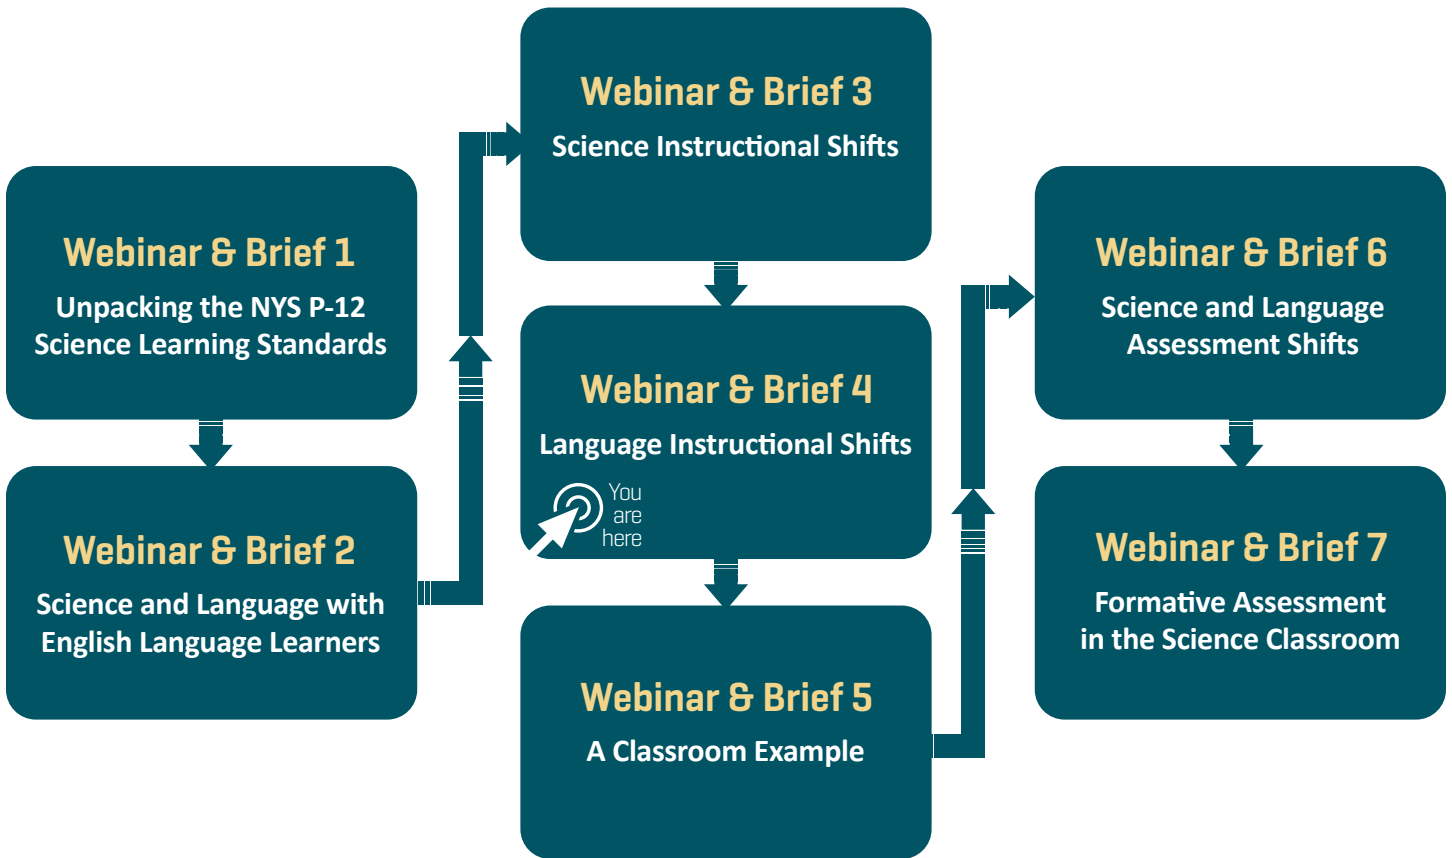 Webinar & Brief 1
Unpacking the NYS P-12
Science Learning Standards
Webinar & Brief 2
Science and Language with
English Language Learners
Webinar & Brief 3
Science Instructional Shifts
Webinar & Brief 4
Language Instructional Shifts
You
are
here
Webinar & Brief 5
A Classroom Example
Webinar & Brief 6
Science and Language
Assessment Shifts
Webinar & Brief 7
Formative Assessment
in the Science Classroom